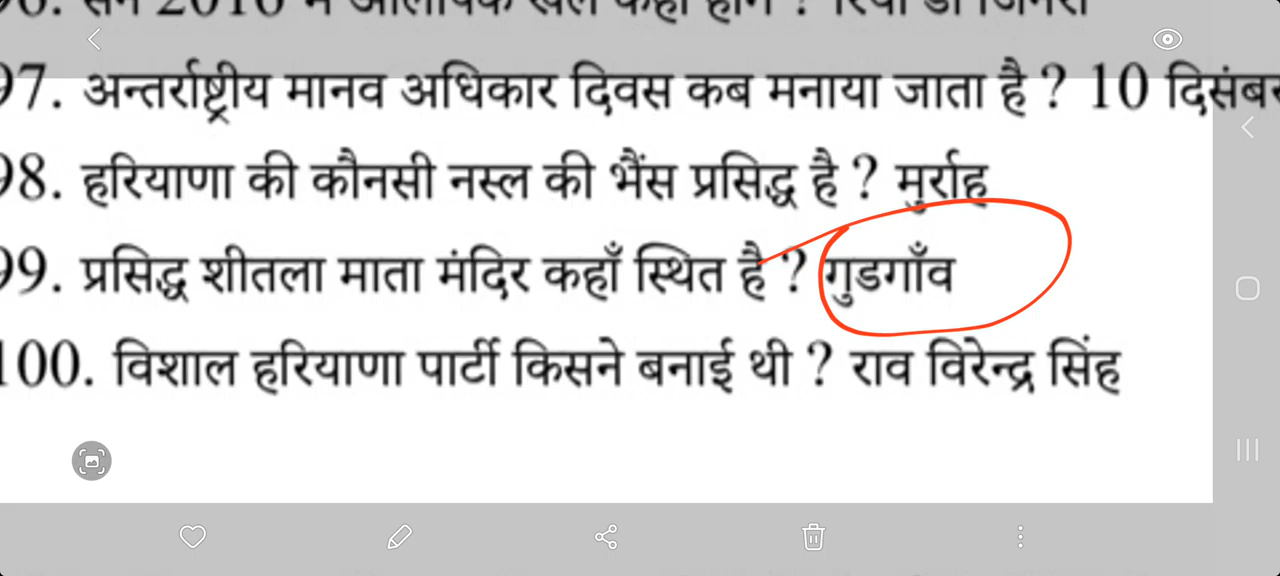 97. अन्तर्राष्ट्रीय मानव अधिकार दिवस कब मनाया जाता है ? 10 दिसंबर
98. हरियाणा की कौनसी नस्ल की भैंस प्रसिद्ध है ? मुर्राह
99. प्रसिद्ध शीतला माता मंदिर कहाँ स्थित है ? गुडगाँव
100. विशाल हरियाणा पार्टी किसने बनाई थी ? राव विरेन्द्र सिंह